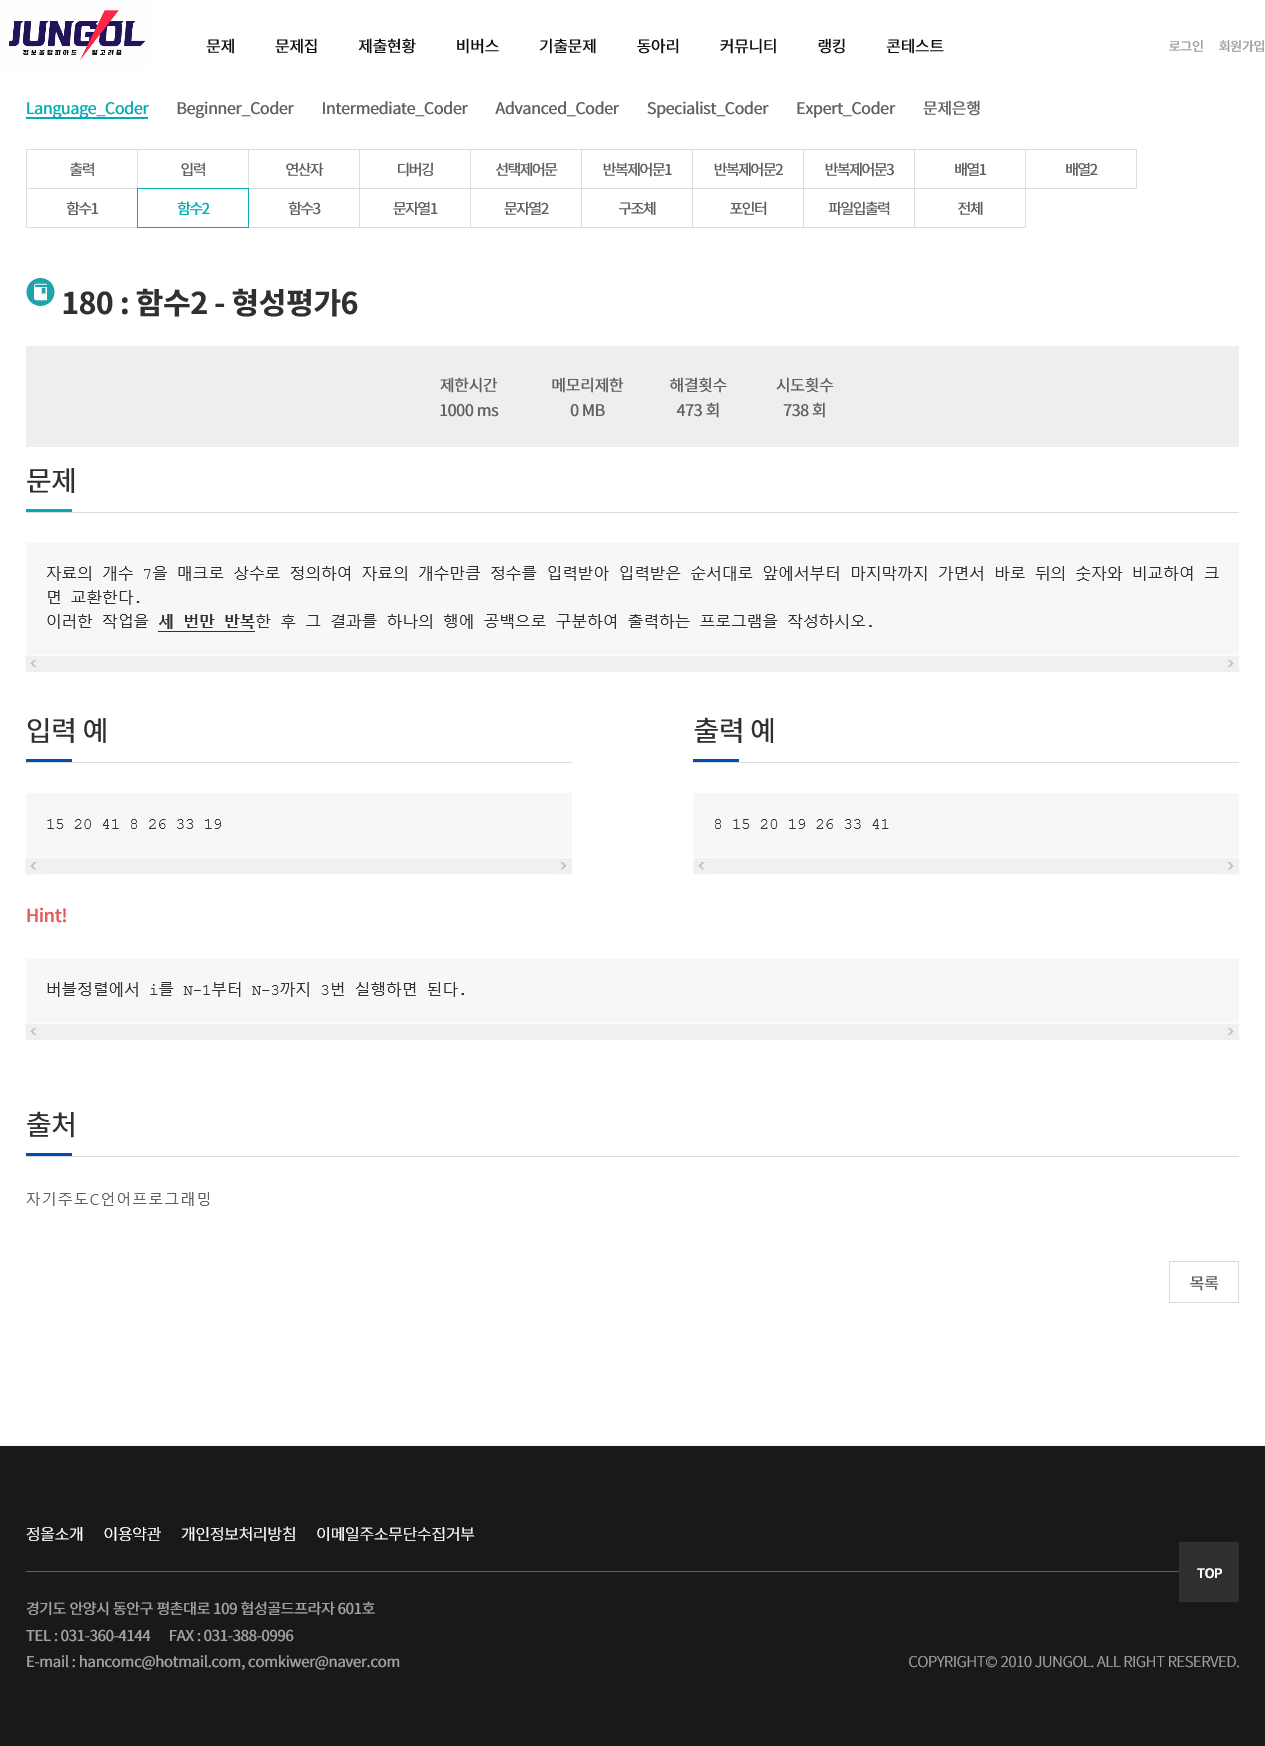 JUNGOL
정보올림피아드 알고리즘
문제 문제집 제출현황 비버스 기출문제 동아리 커뮤니티 랭킹 콘테스트 로그인 회원가입
Language_Coder Beginner_Coder Intermediate_Coder Advanced_Coder Specialist_Coder Expert_Coder 문제은행
출력 입력 연산자 디버깅 선택제어문 반복제어문1 반복제어문2 반복제어문3 배열1 배열2
함수1 함수2 함수3 문자열1 문자열2 구조체 포인터 파일입출력 전체
180 : 함수2 - 형성평가6
제한시간 메모리제한 해결횟수 시도횟수
1000 ms 0 MB 473 회 738 회
문제
자료의 개수 7을 매크로 상수로 정의하여 자료의 개수만큼 정수를 입력받아 입력받은 순서대로 앞에서부터 마지막까지 가면서 바로 뒤의 숫자와 비교하여 크
면 교환한다.
이러한 작업을 세 번만 반복한 후 그 결과를 하나의 행에 공백으로 구분하여 출력하는 프로그램을 작성하시오.
입력 예 출력 예
15 20 41 8 26 33 19 8 15 20 19 26 33 41
Hint!
버블정렬에서 i를 N-1부터 N-3까지 3번 실행하면 된다.
출처
자기주도C언어프로그래밍
목록
정올소개 이용약관 개인정보처리방침 이메일주소무단수집거부
TOP
경기도 안양시 동안구 평촌대로 109 협성골드프라자 601호
TEL : 031-360-4144 FAX : 031-388-0996
E-mail : hancomc@hotmail.com, comkiwer@naver.com COPYRIGHT© 2010 JUNGOL. ALL RIGHT RESERVED.